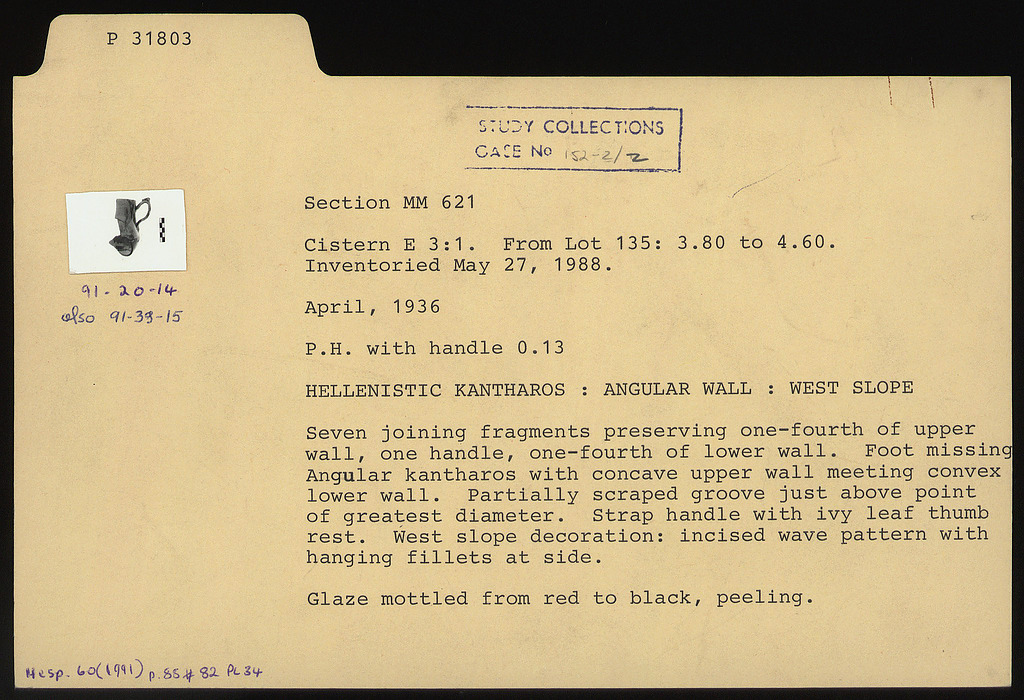 P 31803
STUDY COLLECTIONS
CASE No 152-2/2
Section MM 621
Cistern E 3:1. From Lot 135: 3.80 to 4.60.
Inventoried May 27, 1988.
91-20-14
also 91-39-15
April, 1936
P.H. with handle 0.13
HELLENISTIC KANTHAROS : ANGULAR WALL : WEST SLOPE
Seven joining fragments preserving one-fourth of upper
wall, one handle, one-fourth of lower wall. Foot missing
Angular kantharos with concave upper wall meeting convex
lower wall. Partially scraped groove just above point
of greatest diameter. Strap handle with ivy leaf thumb
rest. West slope decoration: incised wave pattern with
hanging fillets at side.
Glaze mottled from red to black, peeling.
Hesp. 60(1991) p.85 # 82 Pl 34